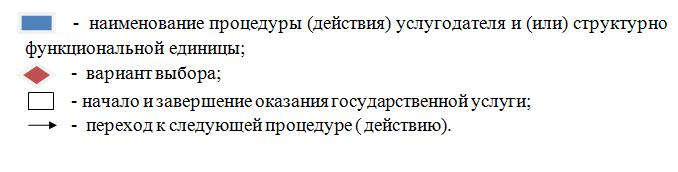 - наименование процедуры (действия) услугодателя и (или) структурно
функциональной единицы;
- вариант выбора;
- начало и завершение оказания государственной услуги;
- переход к следующей процедуре (действию).